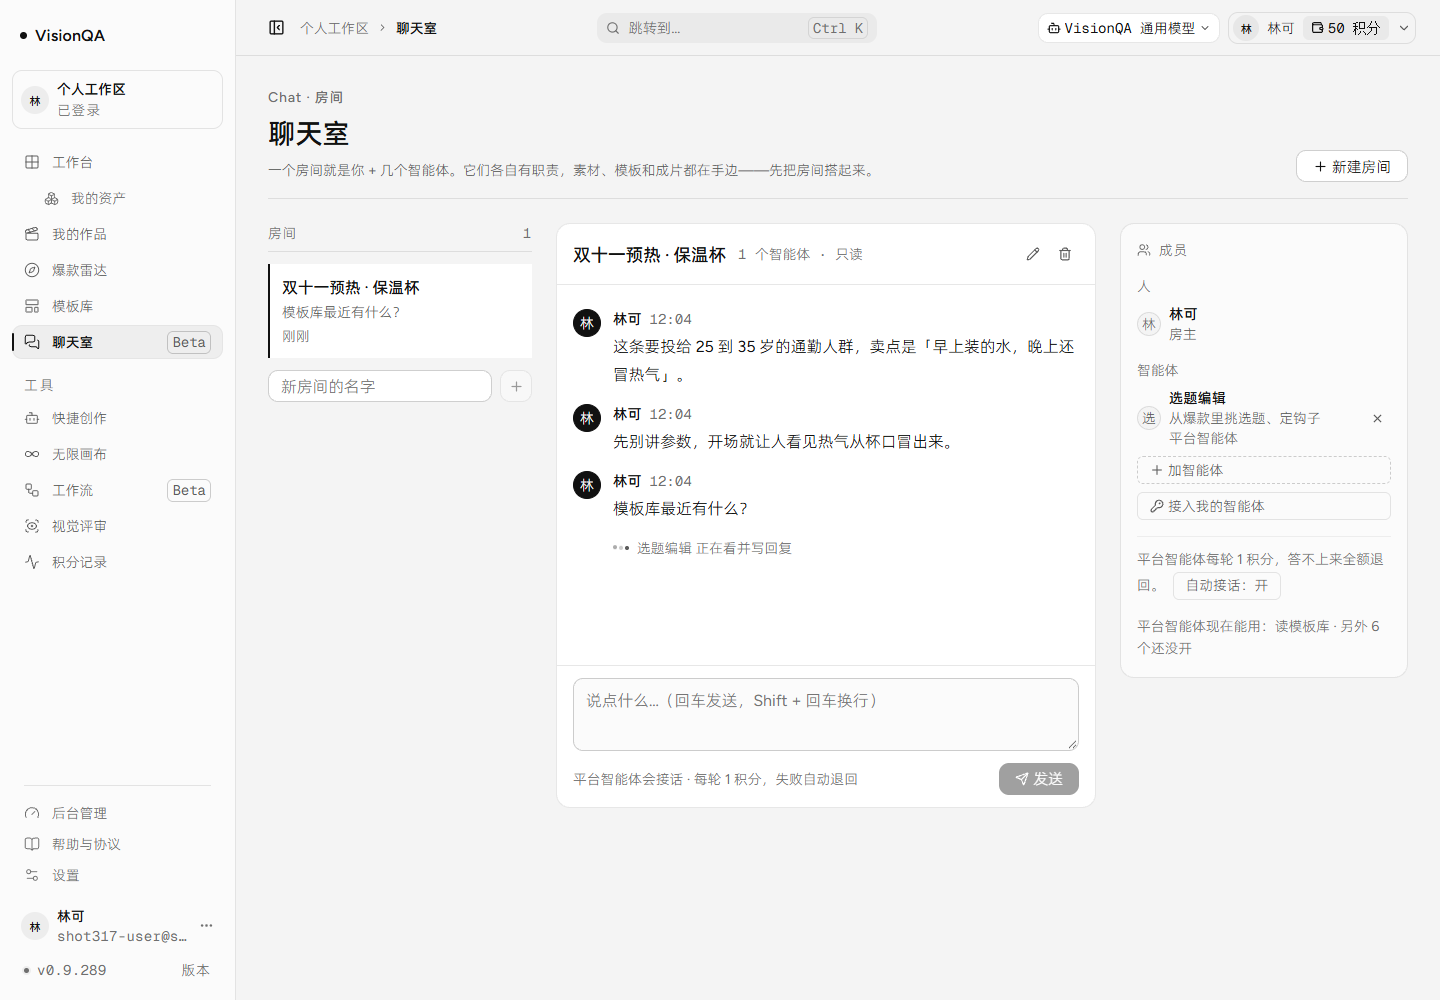 VisionQA
林
个人工作区
已登录
工作台
我的资产
我的作品
爆款雷达
模板库
聊天室
Beta
工具
快捷创作
无限画布
工作流
Beta
视觉评审
积分记录
后台管理
帮助与协议
设置
林
林可
shot317-user@s…
v0.9.289
版本
个人工作区
聊天室
跳转到…
Ctrl K
VisionQA 通用模型
林
林可
50 积分
Chat · 房间
聊天室
一个房间就是你 + 几个智能体。它们各自有职责，素材、模板和成片都在手边——先把房间搭起来。
新建房间
房间
1
双十一预热 · 保温杯
模板库最近有什么？
刚刚
新房间的名字
双十一预热 · 保温杯
1 个智能体 · 只读
林
林可 12:04
这条要投给 25 到 35 岁的通勤人群，卖点是「早上装的水，晚上还
冒热气」。
林
林可 12:04
先别讲参数，开场就让人看见热气从杯口冒出来。
林
林可 12:04
模板库最近有什么？
选题编辑 正在看并写回复
说点什么…（回车发送，Shift + 回车换行）
平台智能体会接话 · 每轮 1 积分，失败自动退回
发送
成员
人
林
林可
房主
智能体
选
选题编辑
从爆款里挑选题、定钩子
平台智能体
加智能体
接入我的智能体
平台智能体每轮 1 积分，答不上来全额退
回。
自动接话：开
平台智能体现在能用：读模板库 · 另外 6
个还没开